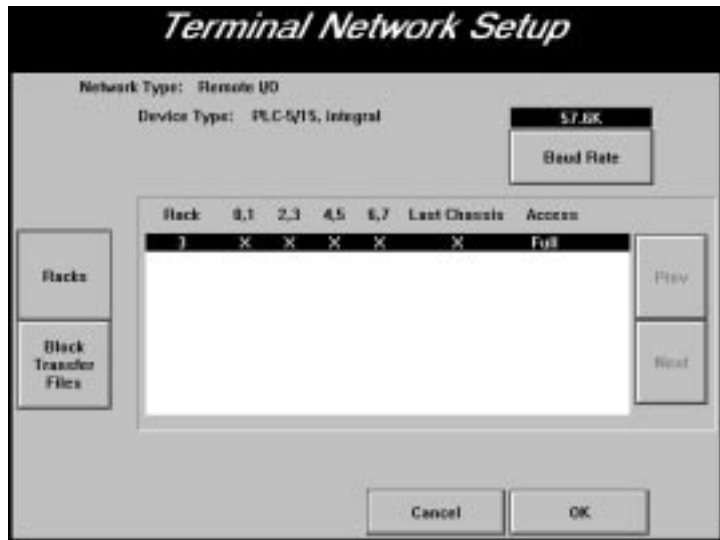 Terminal Network Setup
Network Type: Remote I/O
Device Type: PLC-5/15, Integral
57.6K
Baud Rate
Rack 0,1 2,3 4,5 6,7 Last Chassis Access
3 X X X X X Full
Racks
Prev
Block
Transfer
Files
Next
Cancel
OK